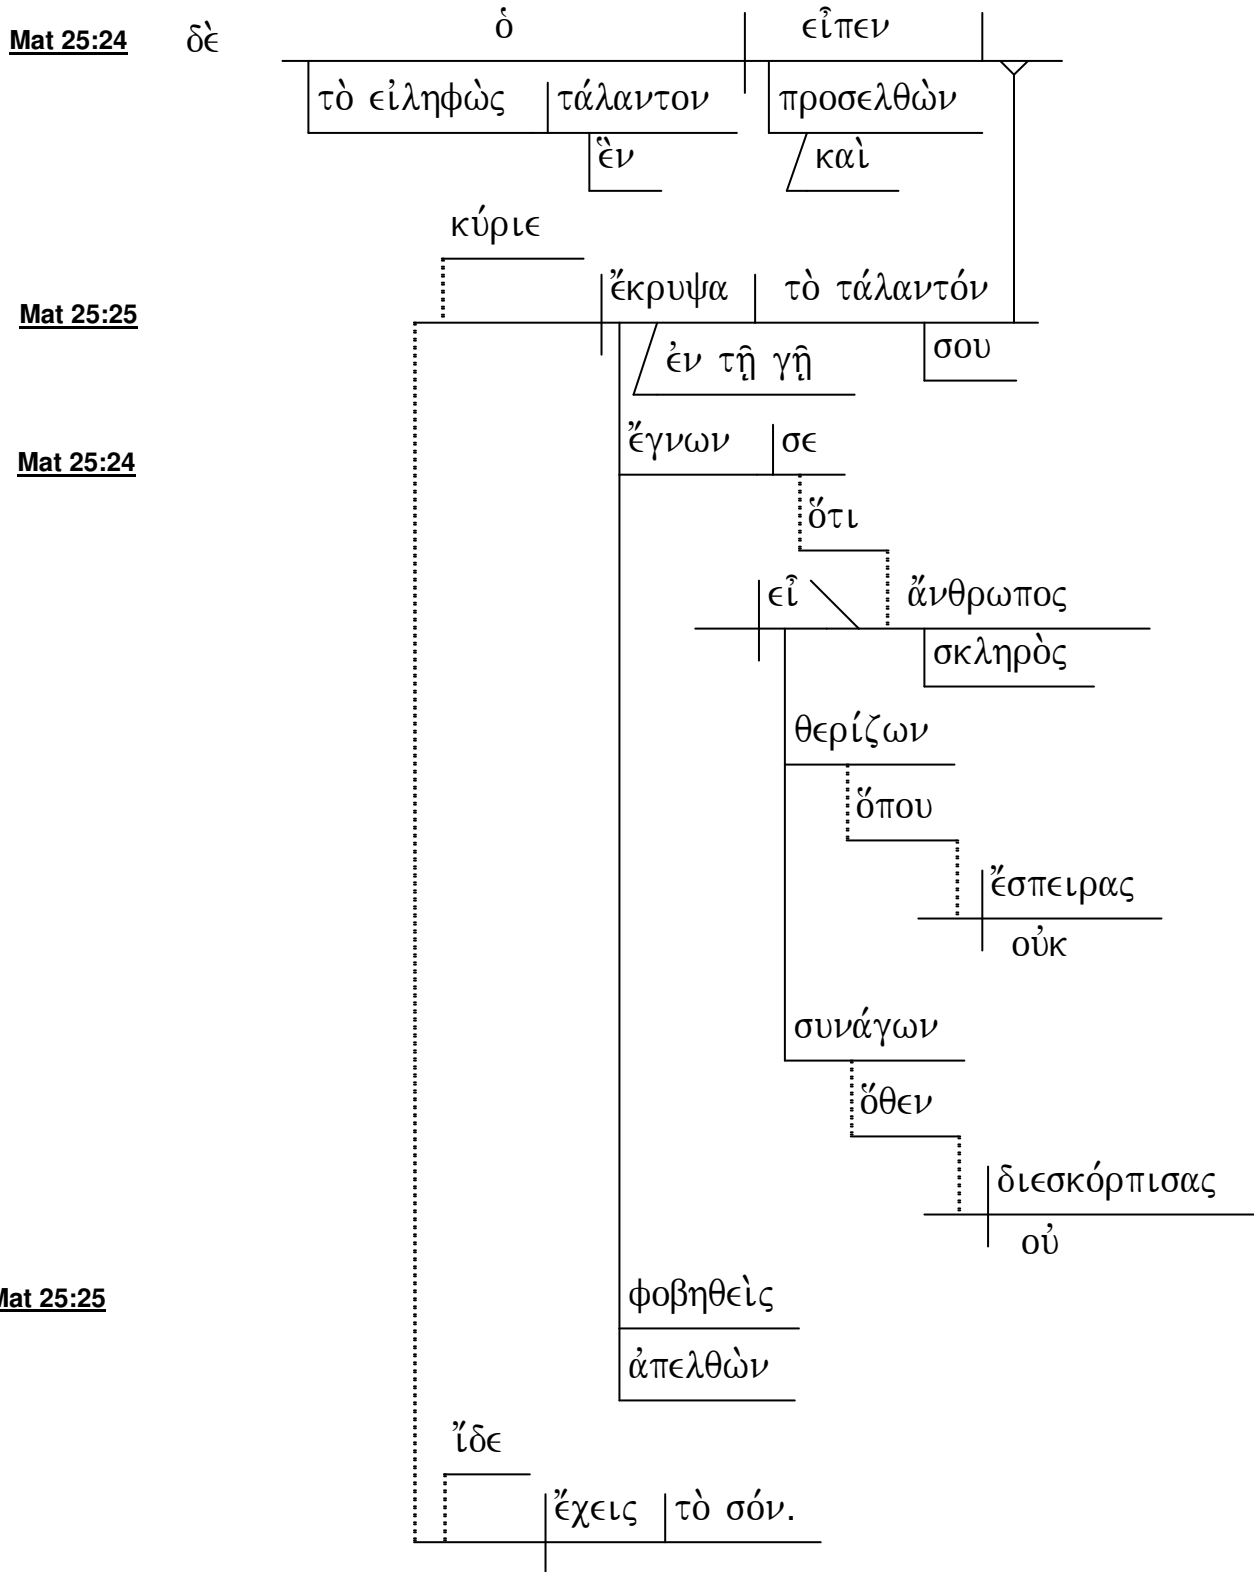 Mat 25:24 δὲ ὁ εἶπεν
τὸ εἰληφὼς τάλαντον προσελθὼν
ἓν καὶ
κύριε
Mat 25:25 ἔκρυψα τὸ τάλαντόν
ἐν τῇ γῇ σου
Mat 25:24 ἔγνων σε
ὅτι
εἶ ἄνθρωπος
σκληρὸς
θερίζων
ὅπου
ἔσπειρας
οὐκ
συνάγων
ὅθεν
διεσκόρπισας
οὐ
Mat 25:25 φοβηθεὶς
ἀπελθὼν
ἴδε
ἔχεις τὸ σόν.